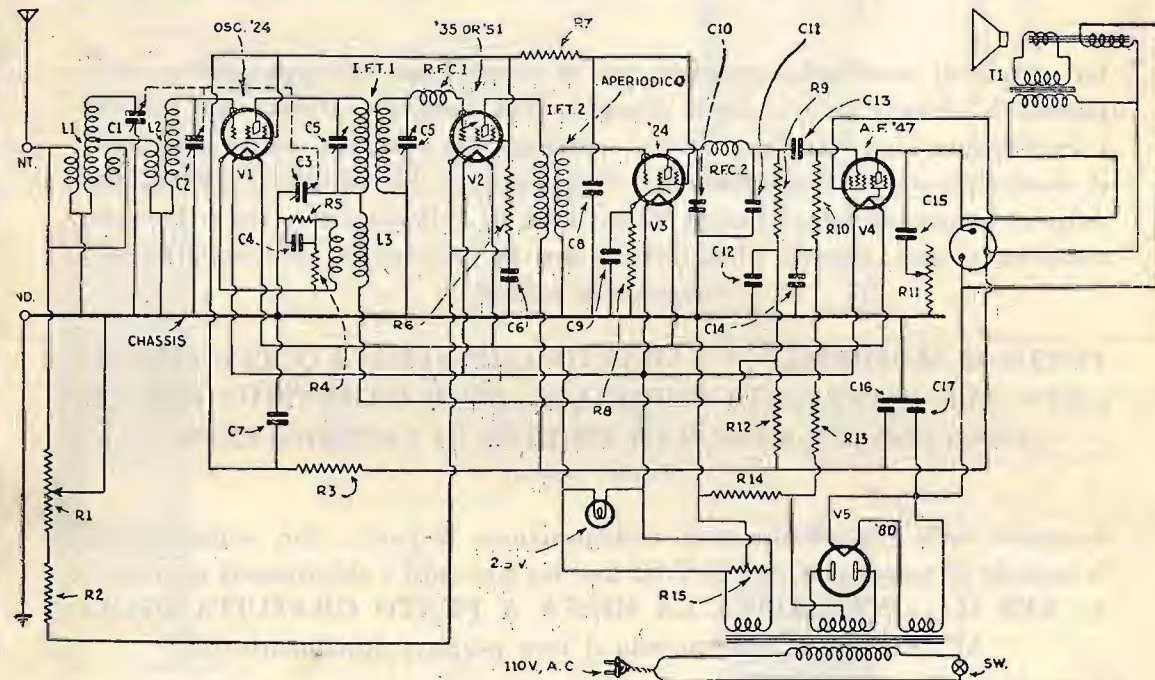 OSC. '24
'35 OR '51
R7
C10
C11
I.F.T.1
R.F.C.1
APERIODICO
R9
C13
T1
I.F.T.2
A.F. '47
L1
C1
L2
C5
C5
'24
NT.
C2
V1
C3
V2
R.F.C.2
C15
R5
C8
V3
R10
V4
C4
L3
C12
R11
ND.
CHASSIS
R6
C6
C9
C14
R4
R8
C16
C17
C7
R12
R13
R3
R14
R1
V5
'80
2.5 V.
R2
R15
110V, A.C
SW.